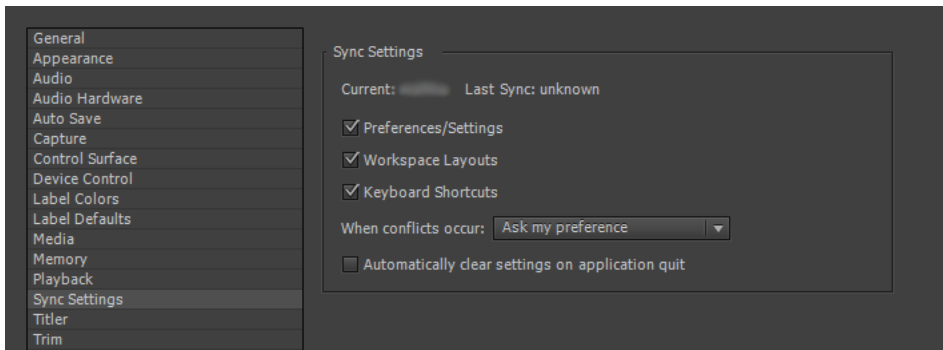 General
Appearance
Audio
Audio Hardware
Auto Save
Capture
Control Surface
Device Control
Label Colors
Label Defaults
Media
Memory
Playback
Sync Settings
Titler
Trim
Sync Settings
Current: Last Sync: unknown
Preferences/Settings
Workspace Layouts
Keyboard Shortcuts
When conflicts occur: Ask my preference
Automatically clear settings on application quit